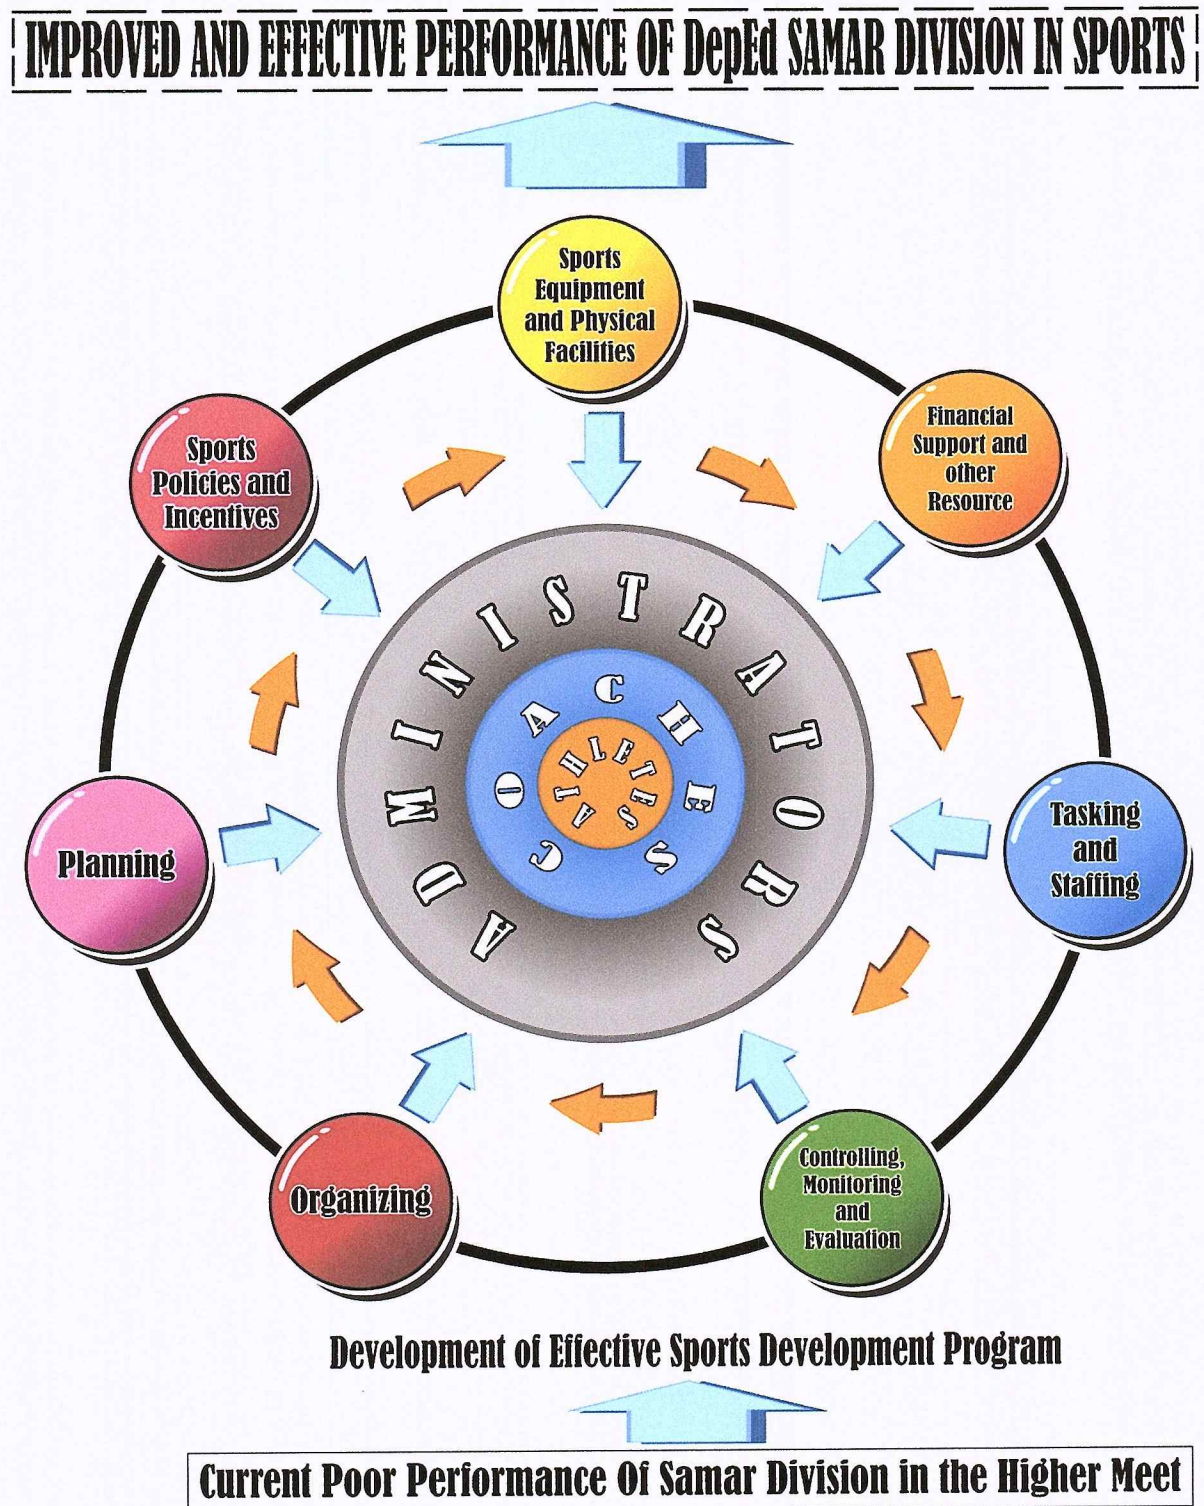 IMPROVED AND EFFECTIVE PERFORMANCE OF DepEd SAMAR DIVISION IN SPORTS
Sports
Equipment
and Physical
Facilities
Financial
Support and
other
Resource
Sports
Policies and
Incentives
ADMINISTRATORS
COACHES
ATHLETES
Tasking
and
Staffing
Planning
Organizing
Controlling,
Monitoring
and
Evaluation
Development of Effective Sports Development Program
Current Poor Performance Of Samar Division in the Higher Meet